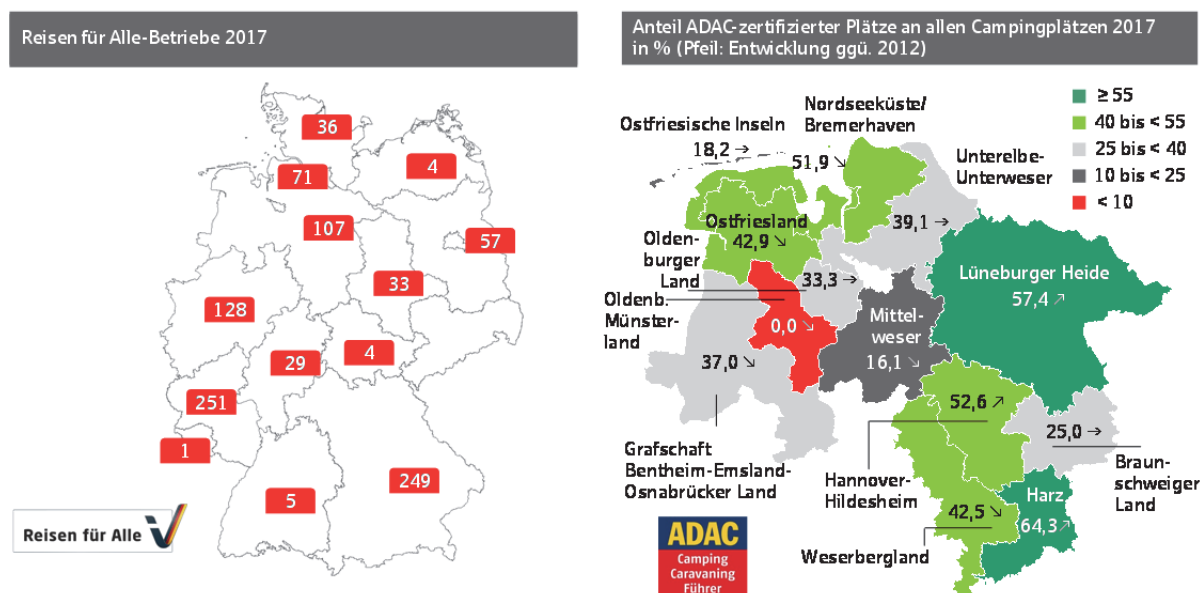 Reisen für Alle-Betriebe 2017
36
4
71
107
57
33
128
4
29
251
1
249
5
Reisen für Alle
Anteil ADAC-zertifizierter Plätze an allen Campingplätzen 2017
in % (Pfeil: Entwicklung ggü. 2012)
≥ 55
40 bis < 55
25 bis < 40
10 bis < 25
< 10
Nordseeküste/
Bremerhaven
51,9 ↘
Ostfriesische Inseln
18,2 →
Unterelbe-
Unterweser
39,1 →
Ostfriesland
42,9 ↘
Oldenburger
Land
33,3 →
Oldenb.
Münster-
land
0,0 ↘
Lüneburger Heide
57,4 ↗
Mittel-
weser
16,1 ↘
37,0 ↘
Grafschaft
Bentheim-Emsland-
Osnabrücker Land
52,6 ↗
Hannover-
Hildesheim
25,0 →
Braun-
schweiger
Land
Harz
64,3 ↗
42,5 ↘
Weserbergland
ADAC
Camping
Caravaning
Führer